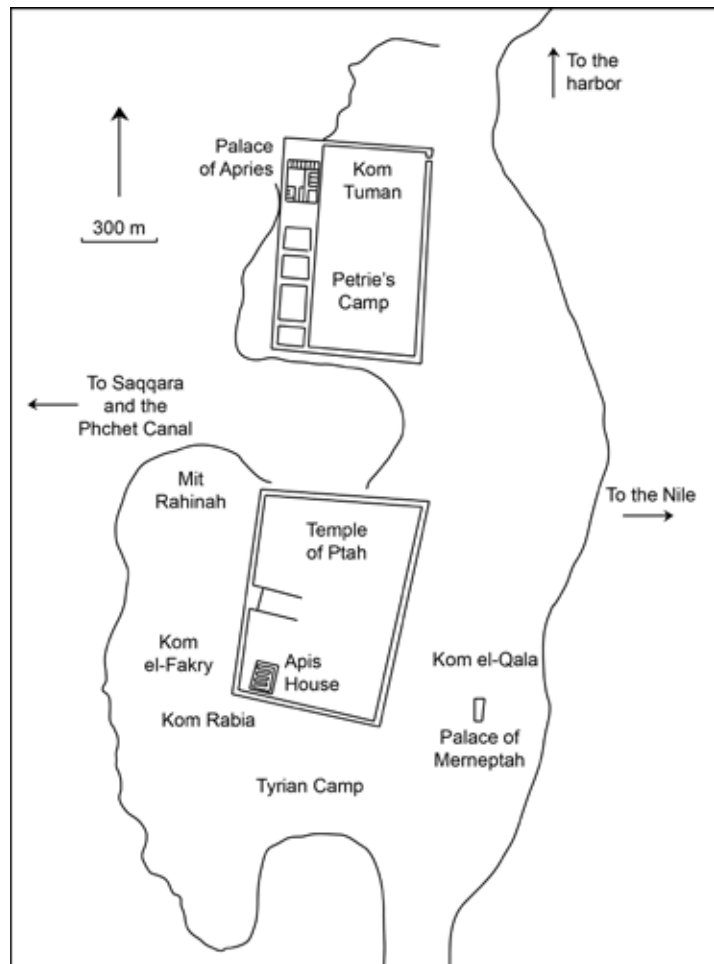 To the
harbor
Palace
of Apries
Kom
Tuman
300 m
Petrie's
Camp
To Saqqara
and the
Phchet Canal
Mit
Rahinah
To the Nile
Temple
of Ptah
Kom
el-Fakry
Apis
House
Kom el-Qala
Kom Rabia
Palace of
Merneptah
Tyrian Camp